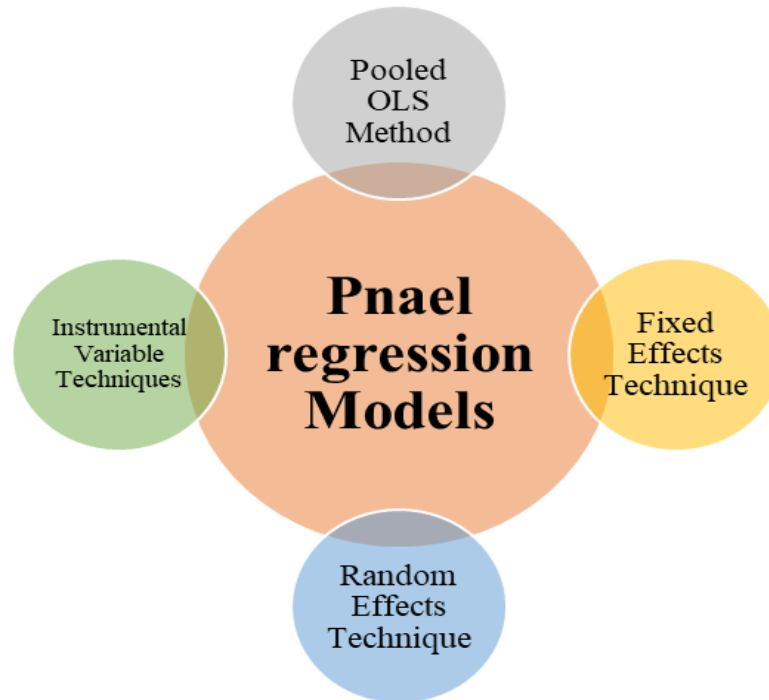 Pooled
OLS
Method
Instrumental
Variable
Techniques
Pnael
regression
Models
Fixed
Effects
Technique
Random
Effects
Technique